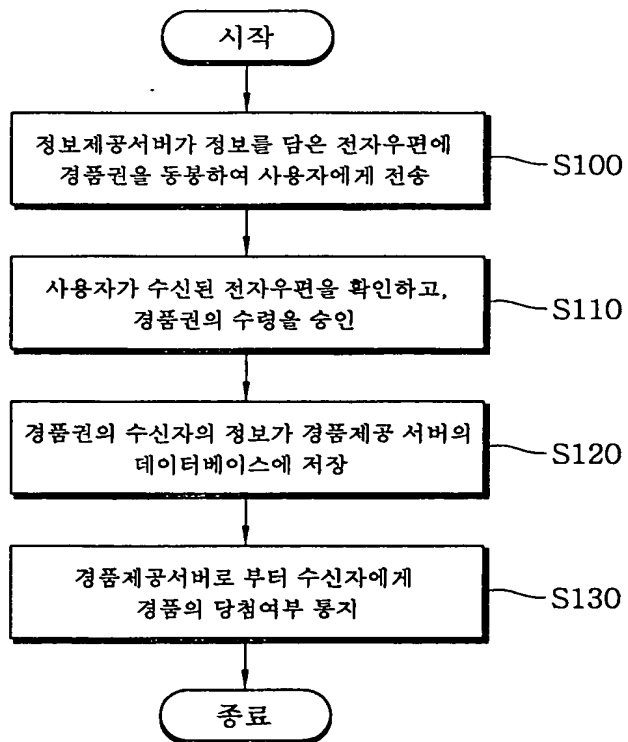 시작
정보제공서버가 정보를 담은 전자우편에
경품권을 동봉하여 사용자에게 전송
S100
사용자가 수신된 전자우편을 확인하고,
경품권의 수령을 승인
S110
경품권의 수신자의 정보가 경품제공 서버의
데이터베이스에 저장
S120
경품제공서버로 부터 수신자에게
경품의 당첨여부 통지
S130
종료